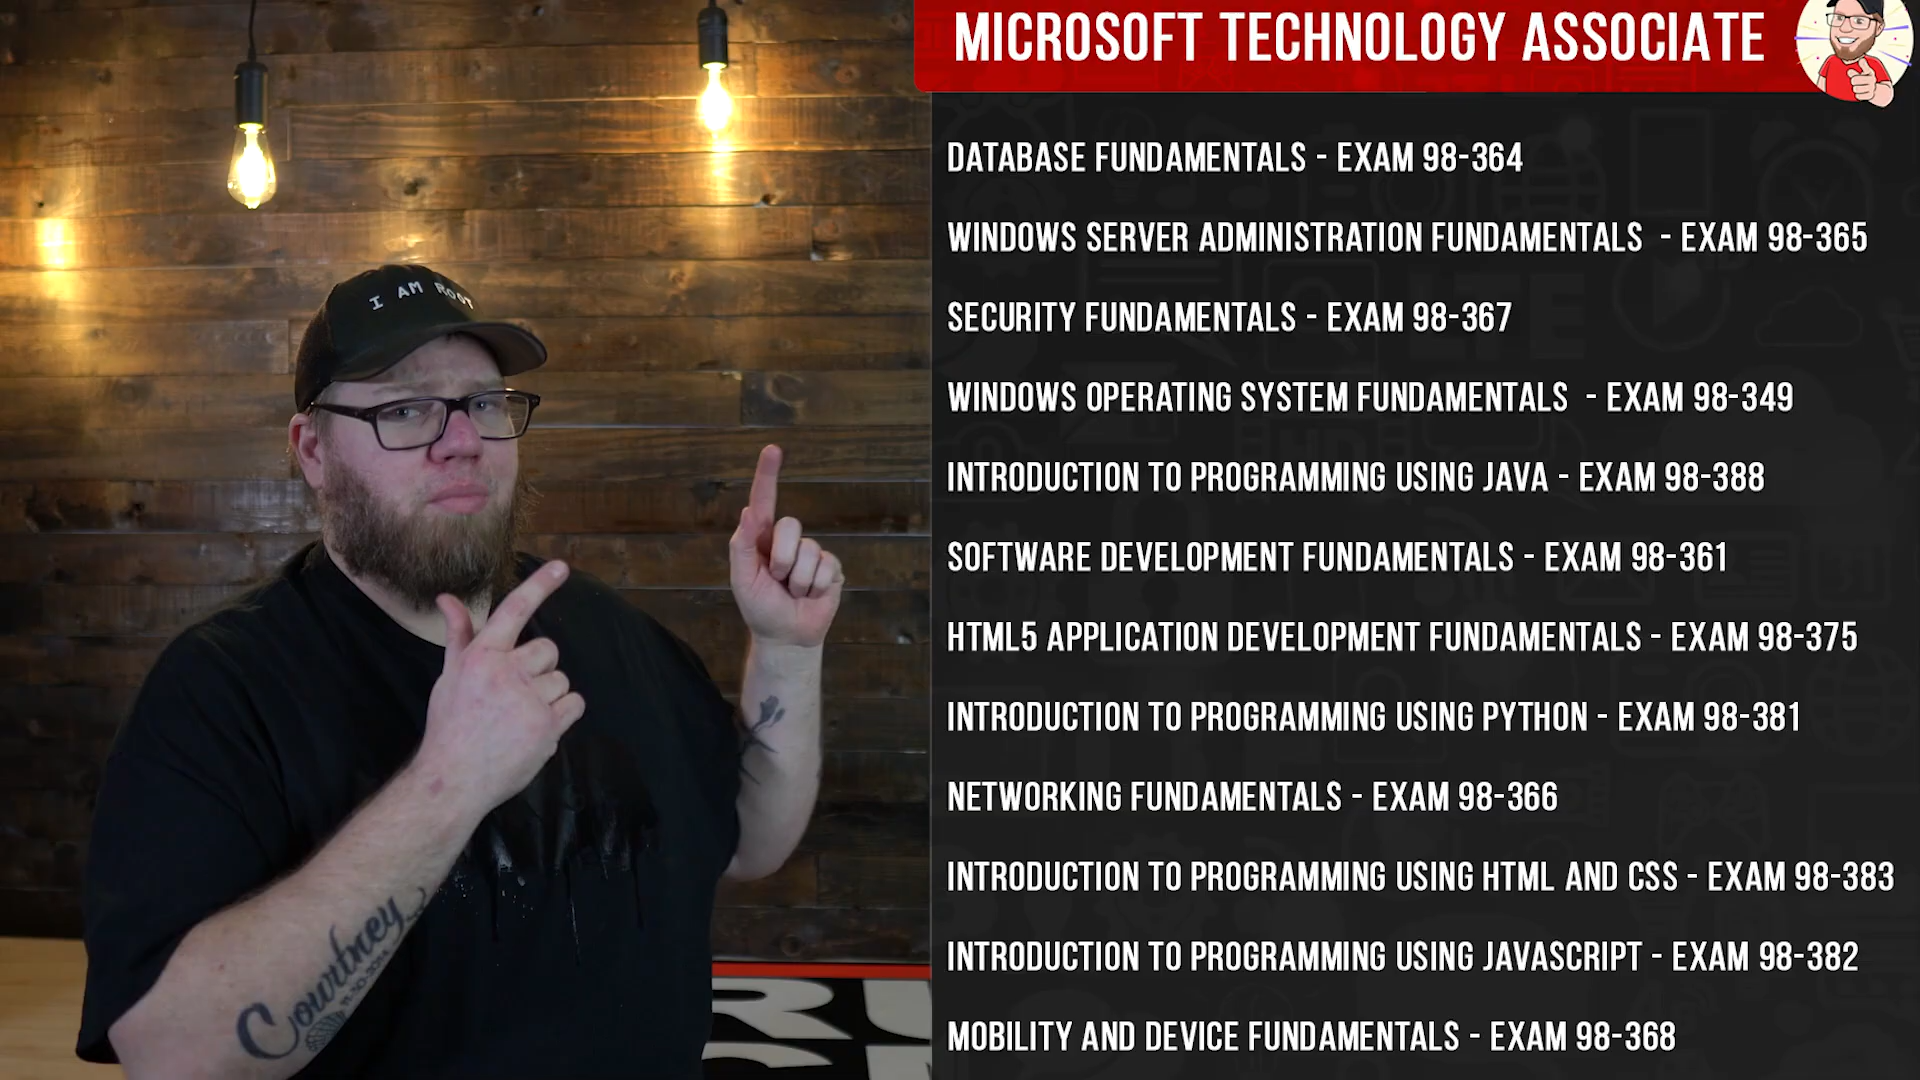 MICROSOFT TECHNOLOGY ASSOCIATE
DATABASE FUNDAMENTALS - EXAM 98-364
WINDOWS SERVER ADMINISTRATION FUNDAMENTALS - EXAM 98-365
SECURITY FUNDAMENTALS - EXAM 98-367
WINDOWS OPERATING SYSTEM FUNDAMENTALS - EXAM 98-349
INTRODUCTION TO PROGRAMMING USING JAVA - EXAM 98-388
SOFTWARE DEVELOPMENT FUNDAMENTALS - EXAM 98-361
HTML5 APPLICATION DEVELOPMENT FUNDAMENTALS - EXAM 98-375
INTRODUCTION TO PROGRAMMING USING PYTHON - EXAM 98-381
NETWORKING FUNDAMENTALS - EXAM 98-366
INTRODUCTION TO PROGRAMMING USING HTML AND CSS - EXAM 98-383
INTRODUCTION TO PROGRAMMING USING JAVASCRIPT - EXAM 98-382
MOBILITY AND DEVICE FUNDAMENTALS - EXAM 98-368
I AM ROOT
Courtney
LTE
HD